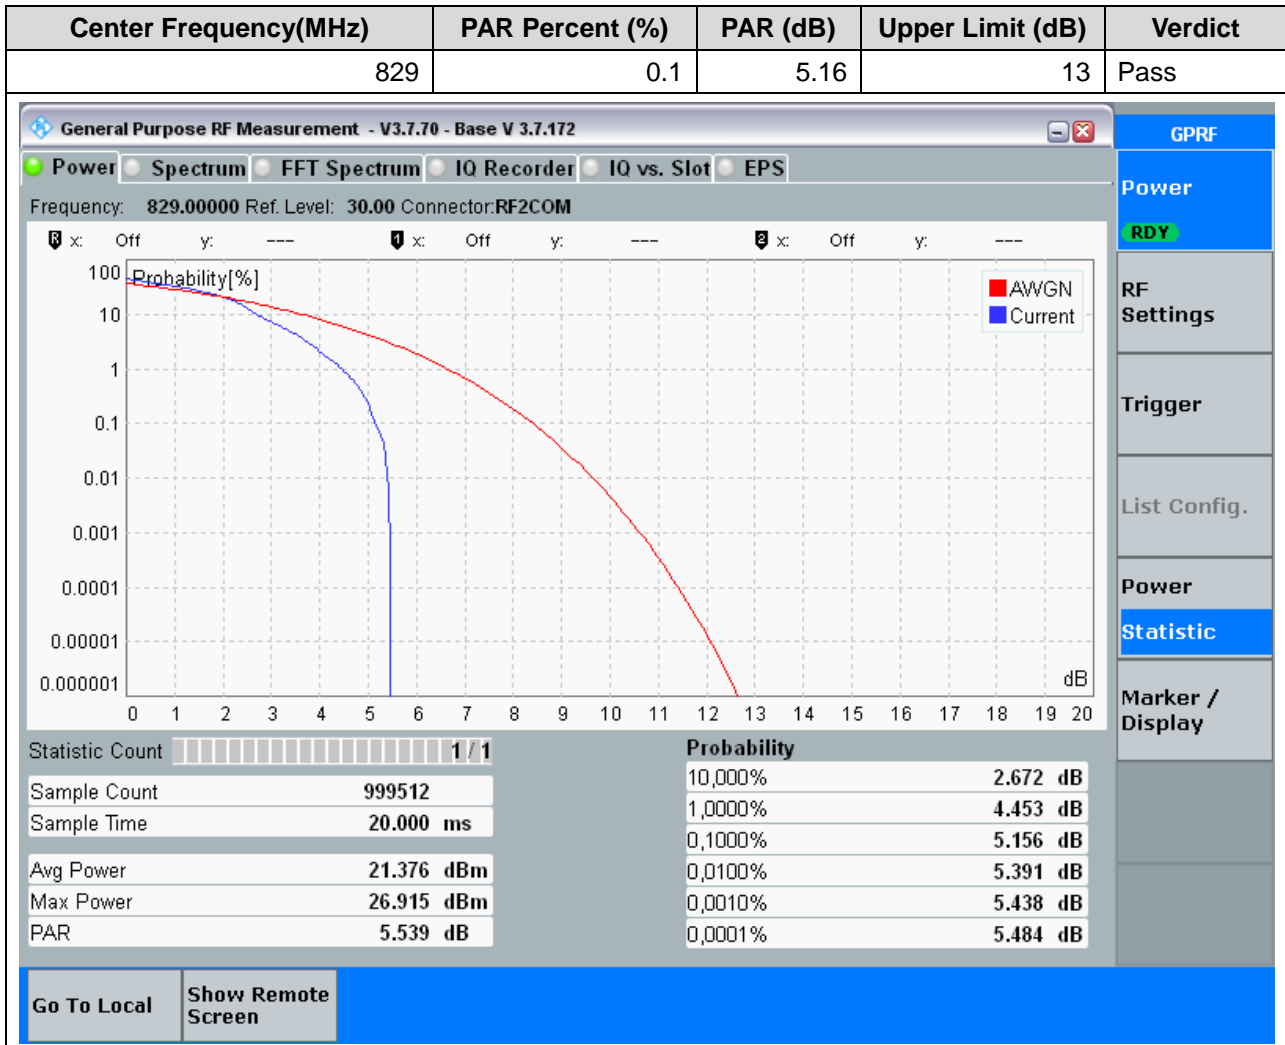 Center Frequency(MHz) PAR Percent (%) PAR (dB) Upper Limit (dB) Verdict
829 0.1 5.16 13 Pass
General Purpose RF Measurement - V3.7.70 - Base V 3.7.172
GPRF
Power Spectrum FFT Spectrum IQ Recorder IQ vs. Slot EPS
Frequency: 829.00000 Ref. Level: 30.00 Connector:RF2COM
R x: Off y: --- 1 x: Off y: --- 2 x: Off y: ---
Power
RDY
RF
Settings
Trigger
List Config.
Power
Statistic
Marker /
Display
Probability[%]
AWGN
Current
100
10
1
0.1
0.01
0.001
0.0001
0.00001
0.000001
dB
0 1 2 3 4 5 6 7 8 9 10 11 12 13 14 15 16 17 18 19 20
Statistic Count 1 / 1
Sample Count 999512
Sample Time 20.000 ms
Avg Power 21.376 dBm
Max Power 26.915 dBm
PAR 5.539 dB
Probability
10,000% 2.672 dB
1,0000% 4.453 dB
0,1000% 5.156 dB
0,0100% 5.391 dB
0,0010% 5.438 dB
0,0001% 5.484 dB
Go To Local
Show Remote
Screen